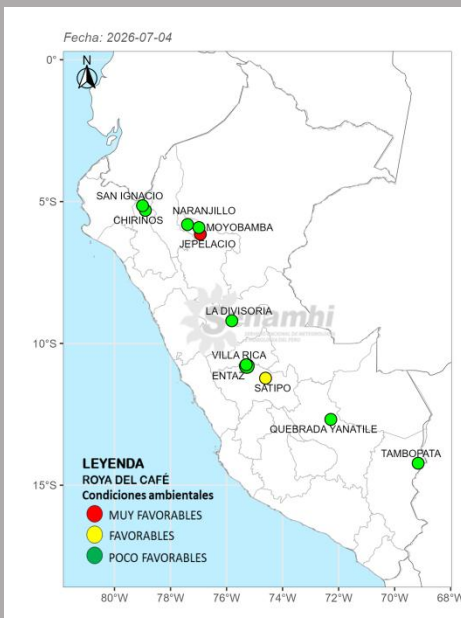 Fecha: 2026-07-04
0°
N
5°S
10°S
15°S
SAN IGNACIO
CHIRINOS
NARANJILLO
MOYOBAMBA
JEPELACIO
LA DIVISORIA
Senamhi
VILLA RICA
ENTAZ
SATIPO
QUEBRADA YANATILE
TAMBOPATA
LEYENDA
ROYA DEL CAFÉ
Condiciones ambientales
MUY FAVORABLES
FAVORABLES
POCO FAVORABLES
80°W 78°W 76°W 74°W 72°W 70°W 68°W